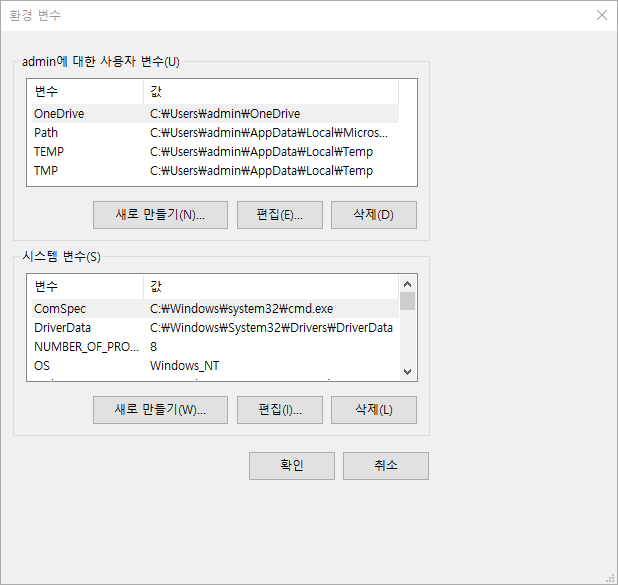 환경 변수
admin에 대한 사용자 변수(U)
변수 값
OneDrive C:₩Users₩admin₩OneDrive
Path C:₩Users₩admin₩AppData₩Local₩Micros...
TEMP C:₩Users₩admin₩AppData₩Local₩Temp
TMP C:₩Users₩admin₩AppData₩Local₩Temp
새로 만들기(N)... 편집(E)... 삭제(D)
시스템 변수(S)
변수 값
ComSpec C:₩Windows₩system32₩cmd.exe
DriverData C:₩Windows₩System32₩Drivers₩DriverData
NUMBER_OF_PRO... 8
OS Windows_NT
새로 만들기(W)... 편집(I)... 삭제(L)
확인 취소